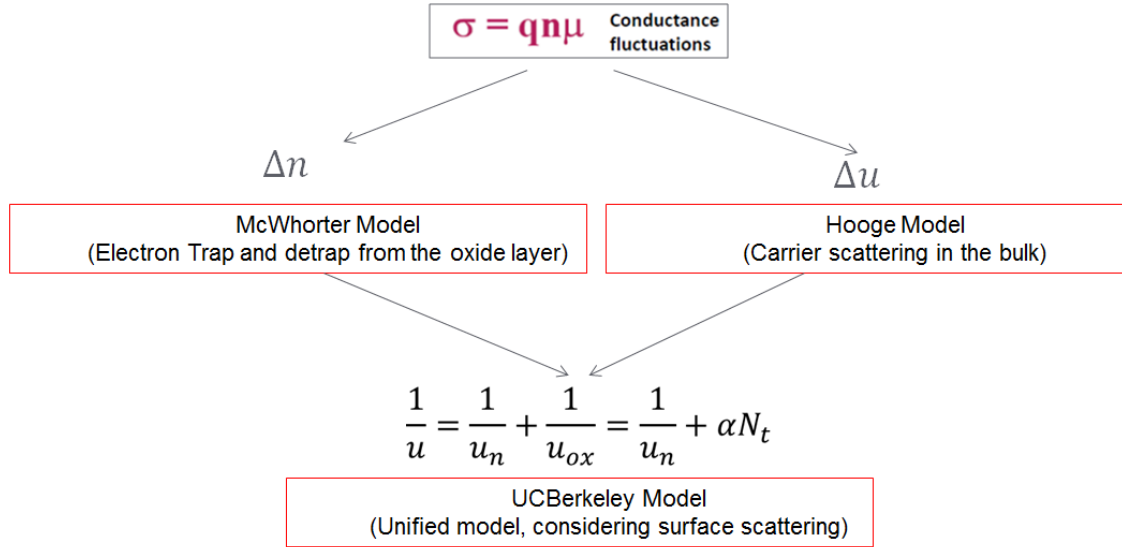 σ = qnμ Conductance
fluctuations
Δn
Δu
McWhorter Model
(Electron Trap and detrap from the oxide layer)
Hooge Model
(Carrier scattering in the bulk)
1/u = 1/u_n + 1/u_ox = 1/u_n + αN_t
UCBerkeley Model
(Unified model, considering surface scattering)